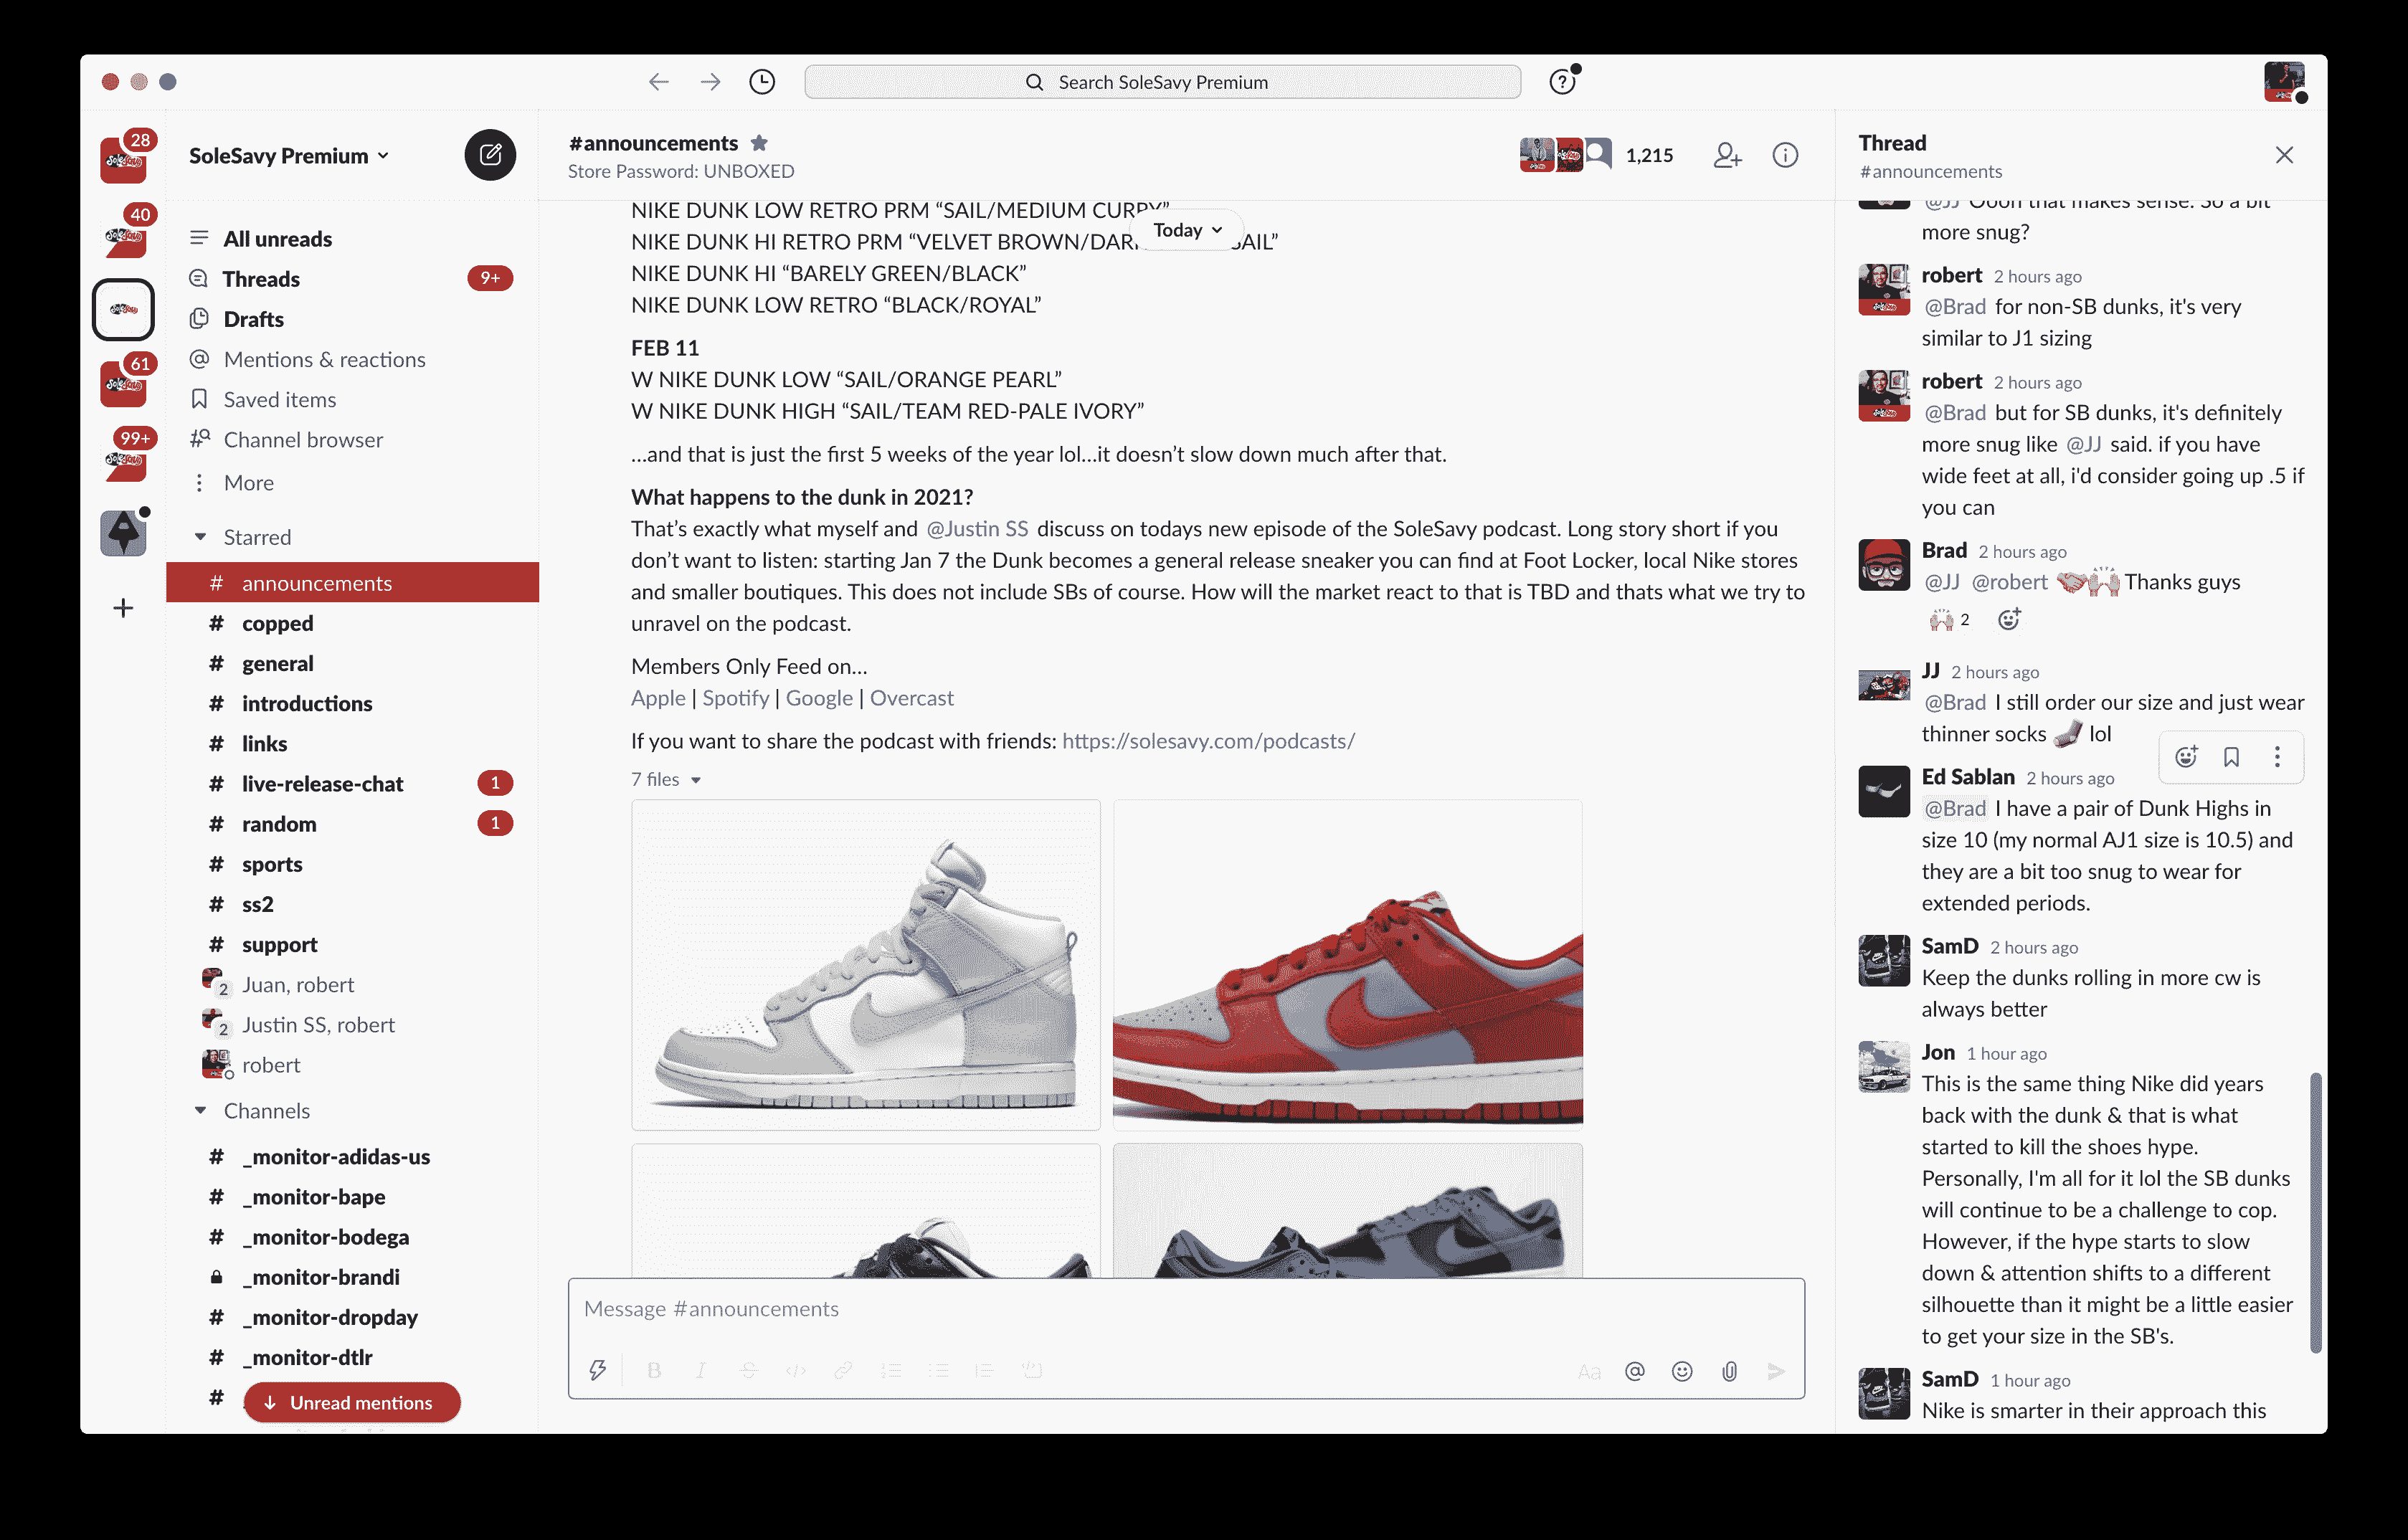 Search SoleSavy Premium
28
40
61
99+
SoleSavy Premium
All unreads
Threads 9+
Drafts
Mentions & reactions
Saved items
Channel browser
More
Starred
# announcements
# copped
# general
# introductions
# links
# live-release-chat 1
# random 1
# sports
# ss2
# support
2 Juan, robert
2 Justin SS, robert
robert
Channels
# _monitor-adidas-us
# _monitor-bape
# _monitor-bodega
_monitor-brandi
# _monitor-dropday
# _monitor-dtlr
#
Unread mentions
#announcements
Store Password: UNBOXED
1,215
Today
NIKE DUNK LOW RETRO PRM “SAIL/MEDIUM CURRY”
NIKE DUNK HI RETRO PRM “VELVET BROWN/ SAIL”
NIKE DUNK HI “BARELY GREEN/BLACK”
NIKE DUNK LOW RETRO “BLACK/ROYAL”
FEB 11
W NIKE DUNK LOW “SAIL/ORANGE PEARL”
W NIKE DUNK HIGH “SAIL/TEAM RED-PALE IVORY”
...and that is just the first 5 weeks of the year lol...it doesn’t slow down much after that.
What happens to the dunk in 2021?
That’s exactly what myself and @Justin SS discuss on todays new episode of the SoleSavy podcast. Long story short if you
don’t want to listen: starting Jan 7 the Dunk becomes a general release sneaker you can find at Foot Locker, local Nike stores
and smaller boutiques. This does not include SBs of course. How will the market react to that is TBD and thats what we try to
unravel on the podcast.
Members Only Feed on...
Apple | Spotify | Google | Overcast
If you want to share the podcast with friends: https://solesavy.com/podcasts/
7 files
Message #announcements
Aa
Thread
#announcements
@JJ Oooh that makes sense. So a bit
more snug?
robert 2 hours ago
@Brad for non-SB dunks, it's very
similar to J1 sizing
robert 2 hours ago
@Brad but for SB dunks, it's definitely
more snug like @JJ said. if you have
wide feet at all, i'd consider going up .5 if
you can
Brad 2 hours ago
@JJ @robert Thanks guys
2
JJ 2 hours ago
@Brad I still order our size and just wear
thinner socks lol
Ed Sablan 2 hours ago
@Brad I have a pair of Dunk Highs in
size 10 (my normal AJ1 size is 10.5) and
they are a bit too snug to wear for
extended periods.
SamD 2 hours ago
Keep the dunks rolling in more cw is
always better
Jon 1 hour ago
This is the same thing Nike did years
back with the dunk & that is what
started to kill the shoes hype.
Personally, I'm all for it lol the SB dunks
will continue to be a challenge to cop.
However, if the hype starts to slow
down & attention shifts to a different
silhouette than it might be a little easier
to get your size in the SB's.
SamD 1 hour ago
Nike is smarter in their approach this